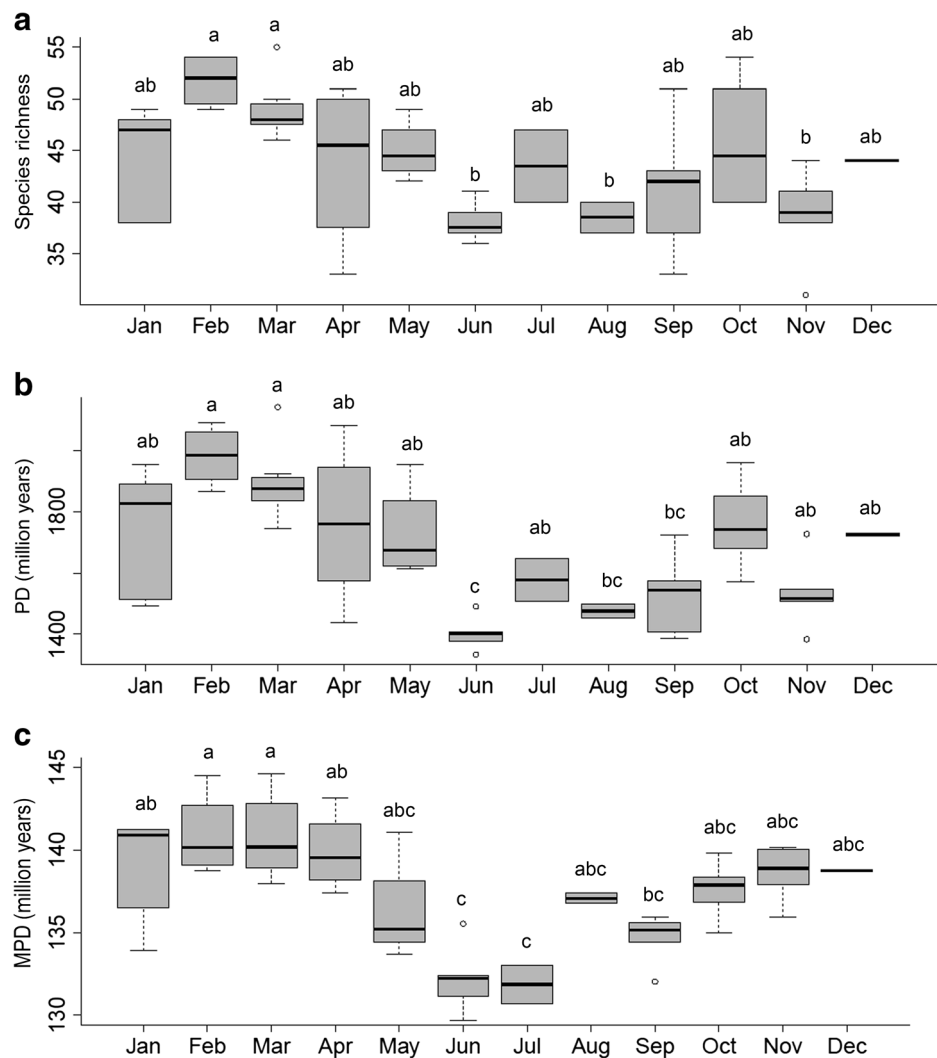 a
Species richness
55
50
45
40
35
ab
a
a
ab
ab
b
ab
b
ab
ab
b
ab
Jan Feb Mar Apr May Jun Jul Aug Sep Oct Nov Dec
b
PD (million years)
1800
1400
ab
a
a
ab
ab
c
ab
bc
bc
ab
ab
ab
Jan Feb Mar Apr May Jun Jul Aug Sep Oct Nov Dec
c
MPD (million years)
145
140
135
130
ab
a
a
ab
abc
c
c
abc
bc
abc
abc
abc
Jan Feb Mar Apr May Jun Jul Aug Sep Oct Nov Dec